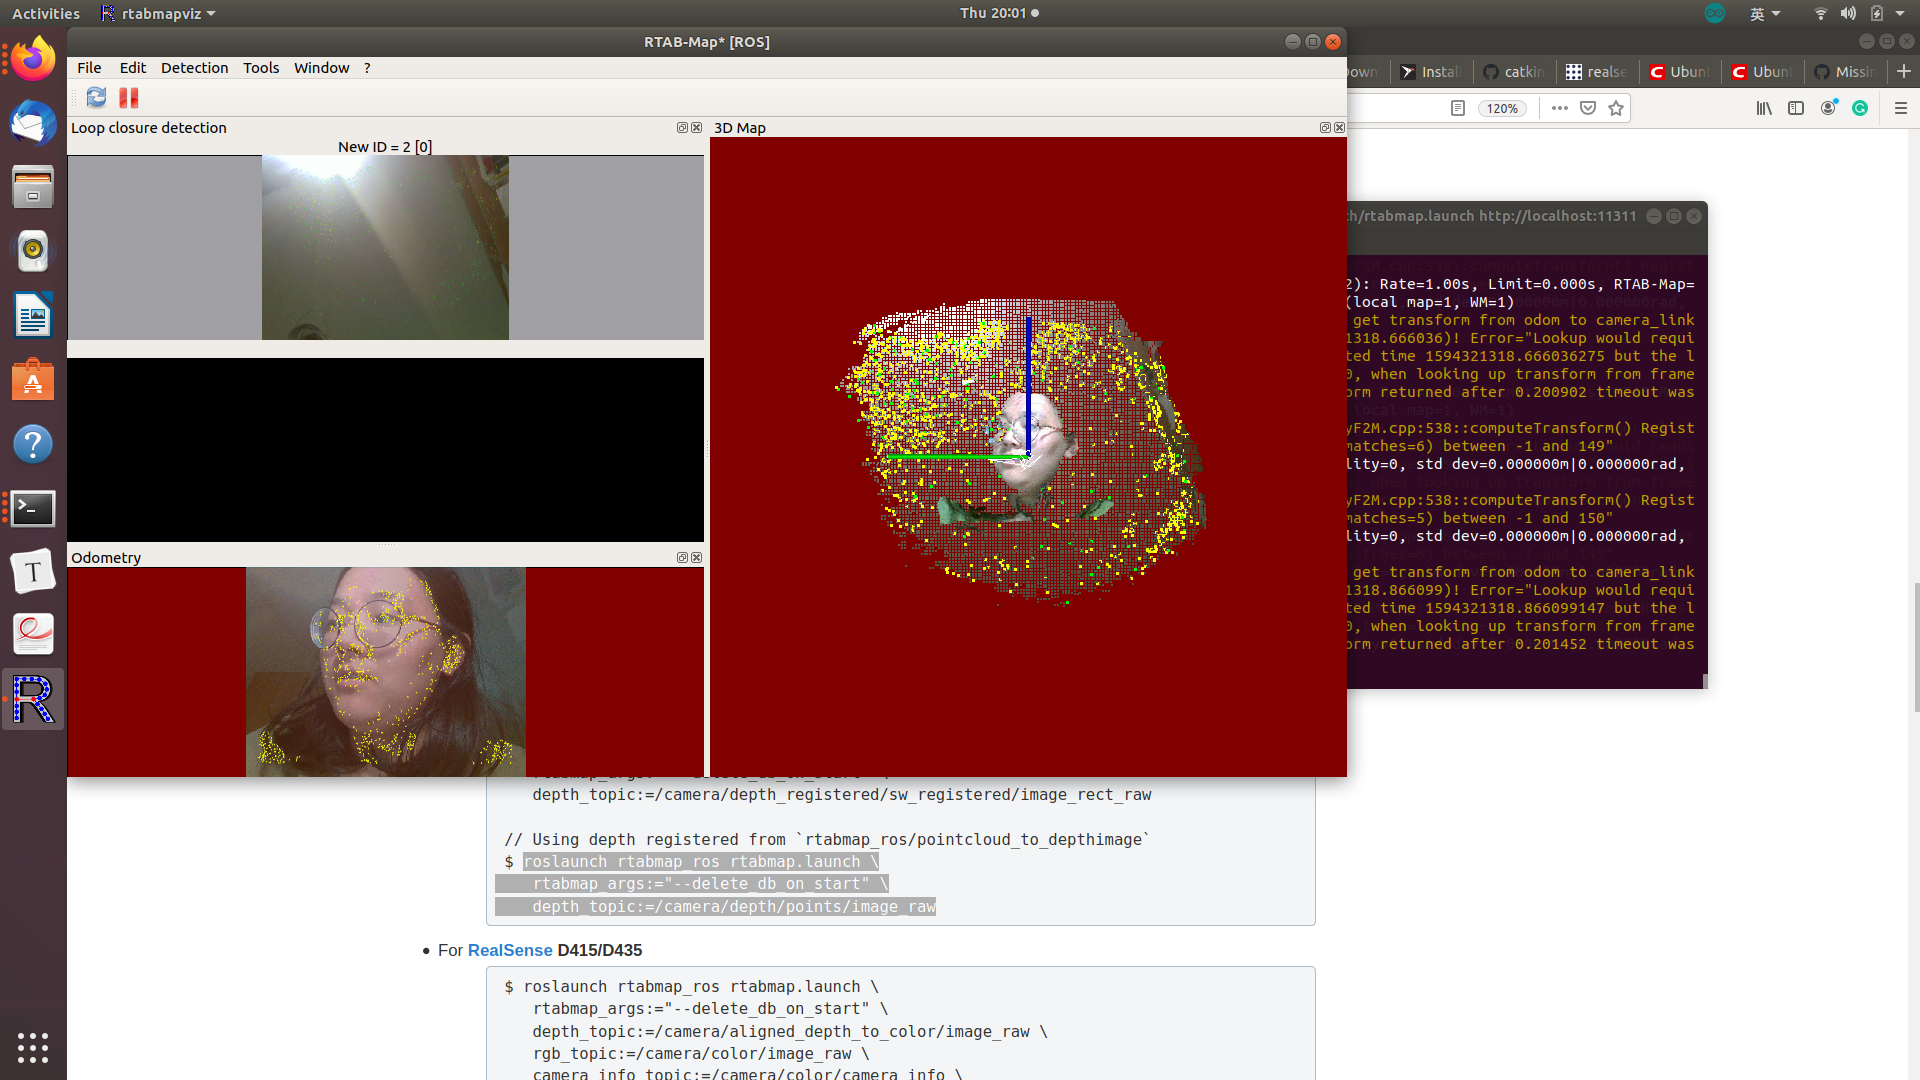 Activities
rtabmapviz
Thu 20:01
英
RTAB-Map* [ROS]
File Edit Detection Tools Window ?
Loop closure detection
New ID = 2 [0]
3D Map
Odometry
Down
Instal
catkin
realse
Ubun
Ubun
Missin
120%
h/rtabmap.launch http://localhost:11311
2): Rate=1.00s, Limit=0.000s, RTAB-Map=
(local map=1, WM=1)
get transform from odom to camera_link
1318.666036)! Error="Lookup would requi
ted time 1594321318.666036275 but the l
0, when looking up transform from frame
orm returned after 0.200902 timeout was
yF2M.cpp:538::computeTransform() Regist
matches=6) between -1 and 149"
lity=0, std dev=0.000000m|0.000000rad,
yF2M.cpp:538::computeTransform() Regist
matches=5) between -1 and 150"
lity=0, std dev=0.000000m|0.000000rad,
get transform from odom to camera_link
1318.866099)! Error="Lookup would requi
ted time 1594321318.866099147 but the l
0, when looking up transform from frame
orm returned after 0.201452 timeout was
depth_topic:=/camera/depth_registered/sw_registered/image_rect_raw
// Using depth registered from `rtabmap_ros/pointcloud_to_depthimage`
$ roslaunch rtabmap_ros rtabmap.launch \
rtabmap_args:="--delete_db_on_start" \
depth_topic:=/camera/depth/points/image_raw
• For RealSense D415/D435
$ roslaunch rtabmap_ros rtabmap.launch \
rtabmap_args:="--delete_db_on_start" \
depth_topic:=/camera/aligned_depth_to_color/image_raw \
rgb_topic:=/camera/color/image_raw \
camera_info_topic:=/camera/color/camera_info \